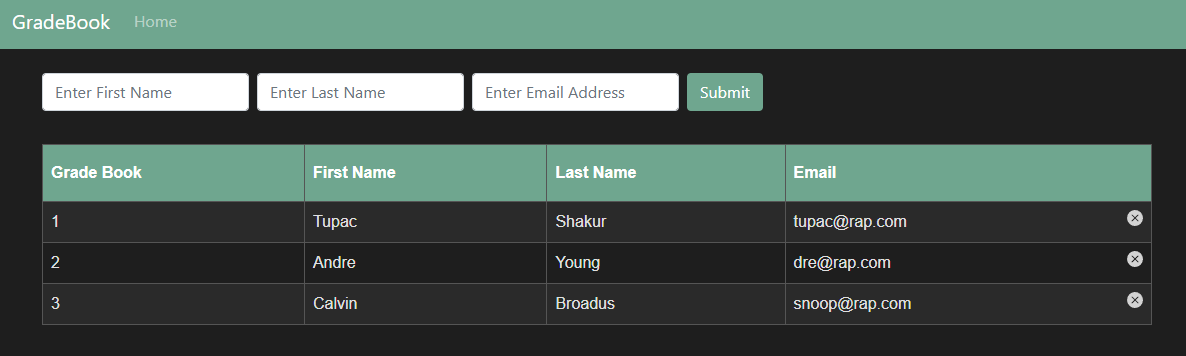 GradeBook Home
Enter First Name Enter Last Name Enter Email Address Submit
Grade Book First Name Last Name Email
1 Tupac Shakur tupac@rap.com
2 Andre Young dre@rap.com
3 Calvin Broadus snoop@rap.com